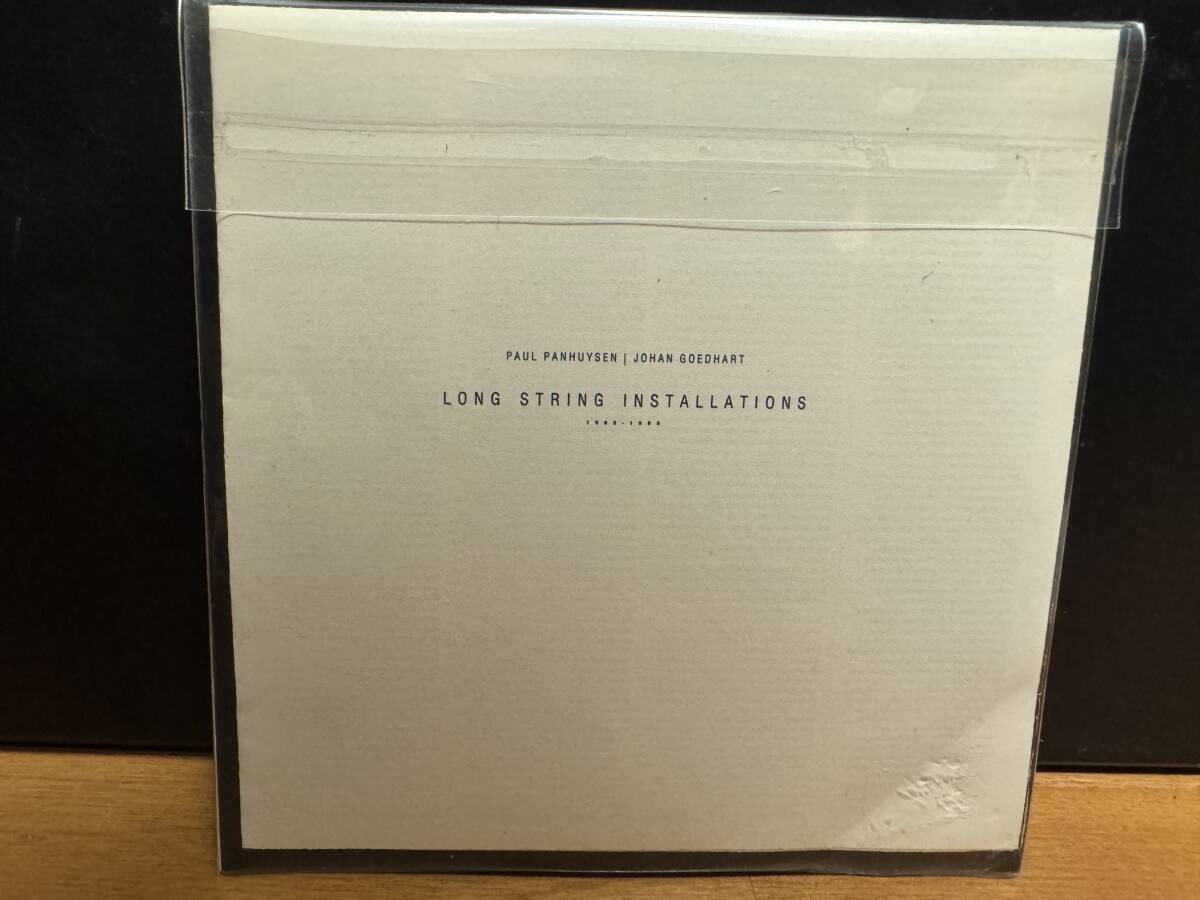 PAUL PANHUYSEN | JOHAN GOEDHART
LONG STRING INSTALLATIONS